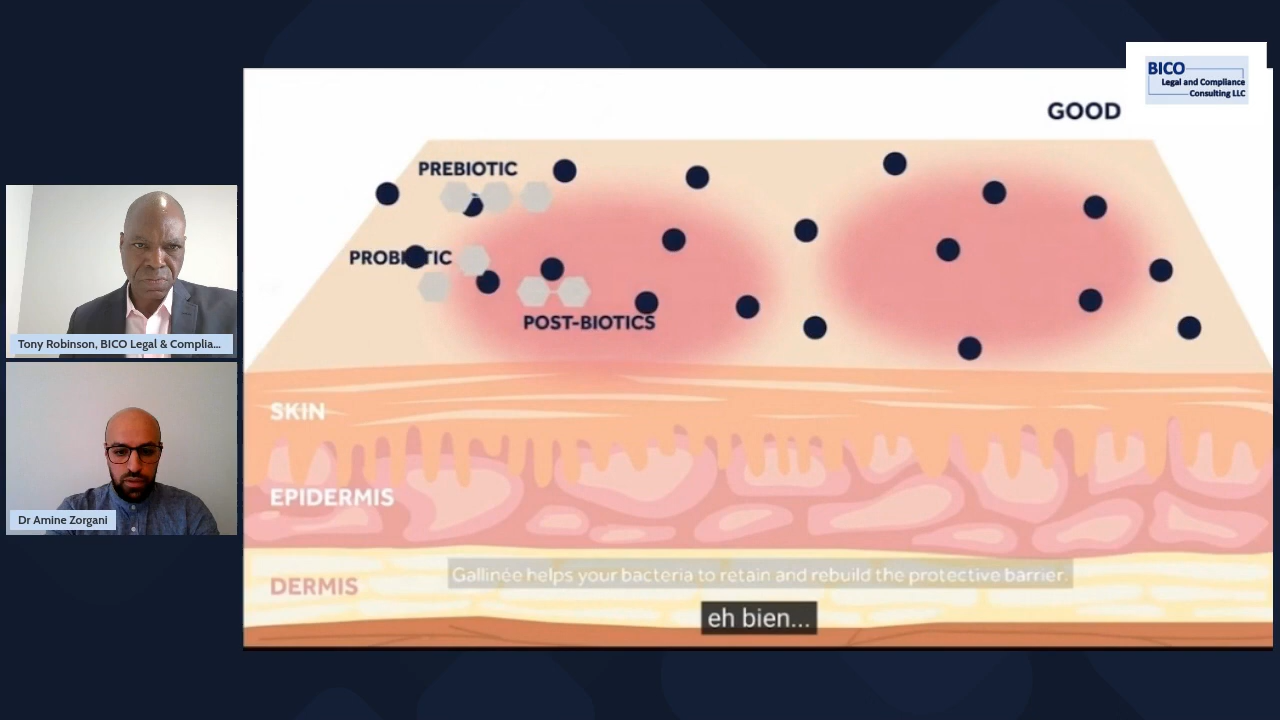 BICO
Legal and Compliance
Consulting LLC
GOOD
PREBIOTIC
PROBIOTIC
POST-BIOTICS
SKIN
EPIDERMIS
DERMIS
Gallinée helps your bacteria to retain and rebuild the protective barrier.
eh bien...
Tony Robinson, BICO Legal & Complia...
Dr Amine Zorgani